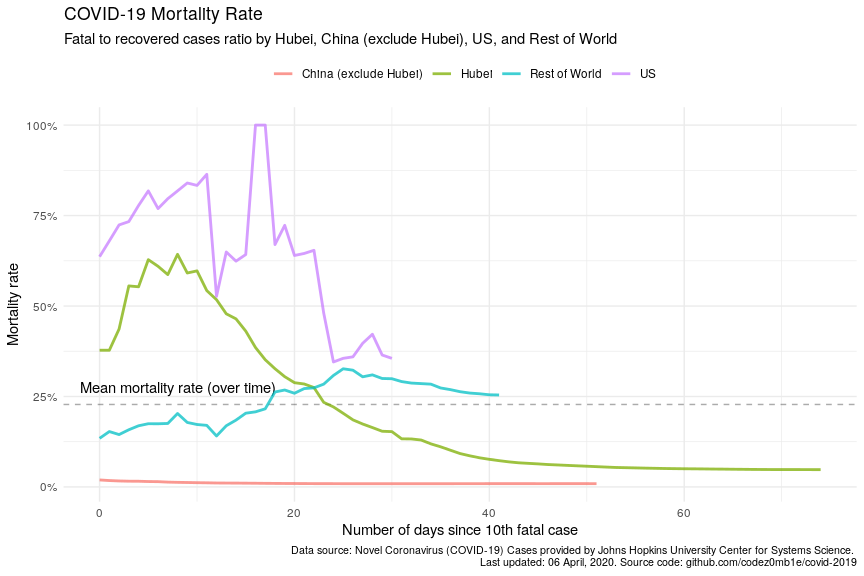 COVID-19 Mortality Rate
Fatal to recovered cases ratio by Hubei, China (exclude Hubei), US, and Rest of World
China (exclude Hubei) Hubei Rest of World US
100%
75%
50%
25%
0%
Mortality rate
Mean mortality rate (over time)
0 20 40 60
Number of days since 10th fatal case
Data source: Novel Coronavirus (COVID-19) Cases provided by Johns Hopkins University Center for Systems Science.
Last updated: 06 April, 2020. Source code: github.com/codez0mb1e/covid-2019